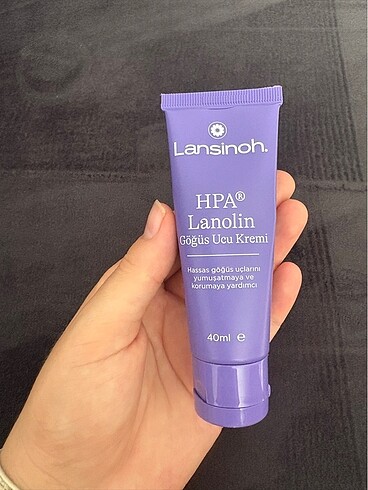 Lansinoh.
HPA®
Lanolin
Göğüs Ucu Kremi
Hassas göğüs uçlarını
yumuşatmaya ve
korumaya yardımcı
40ml e